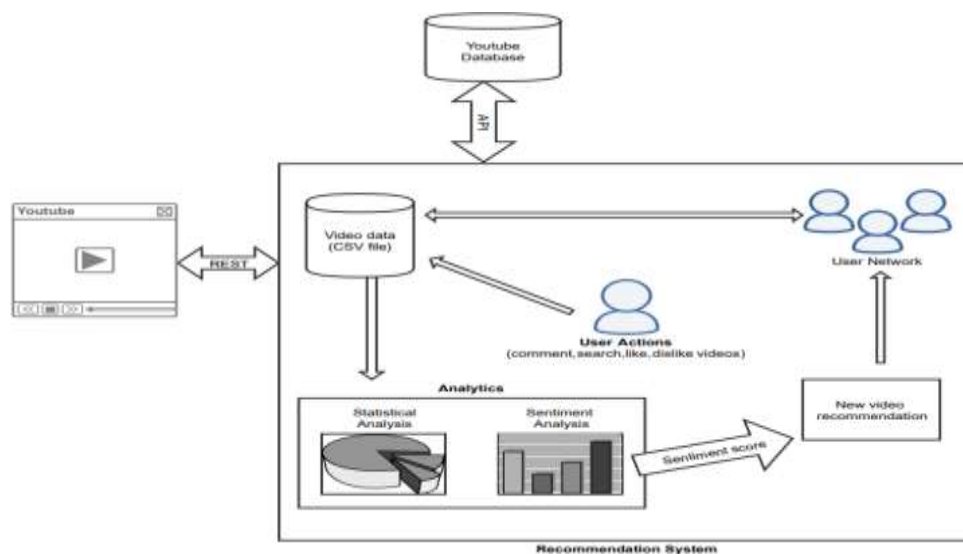 Youtube
Database
API
Youtube
REST
Video data
(CSV file)
User Network
User Actions
(comment,search,like,dislike videos)
Analytics
Statistical
Analysis
Sentiment
Analysis
Sentiment score
New video
recommendation
Recommendation System